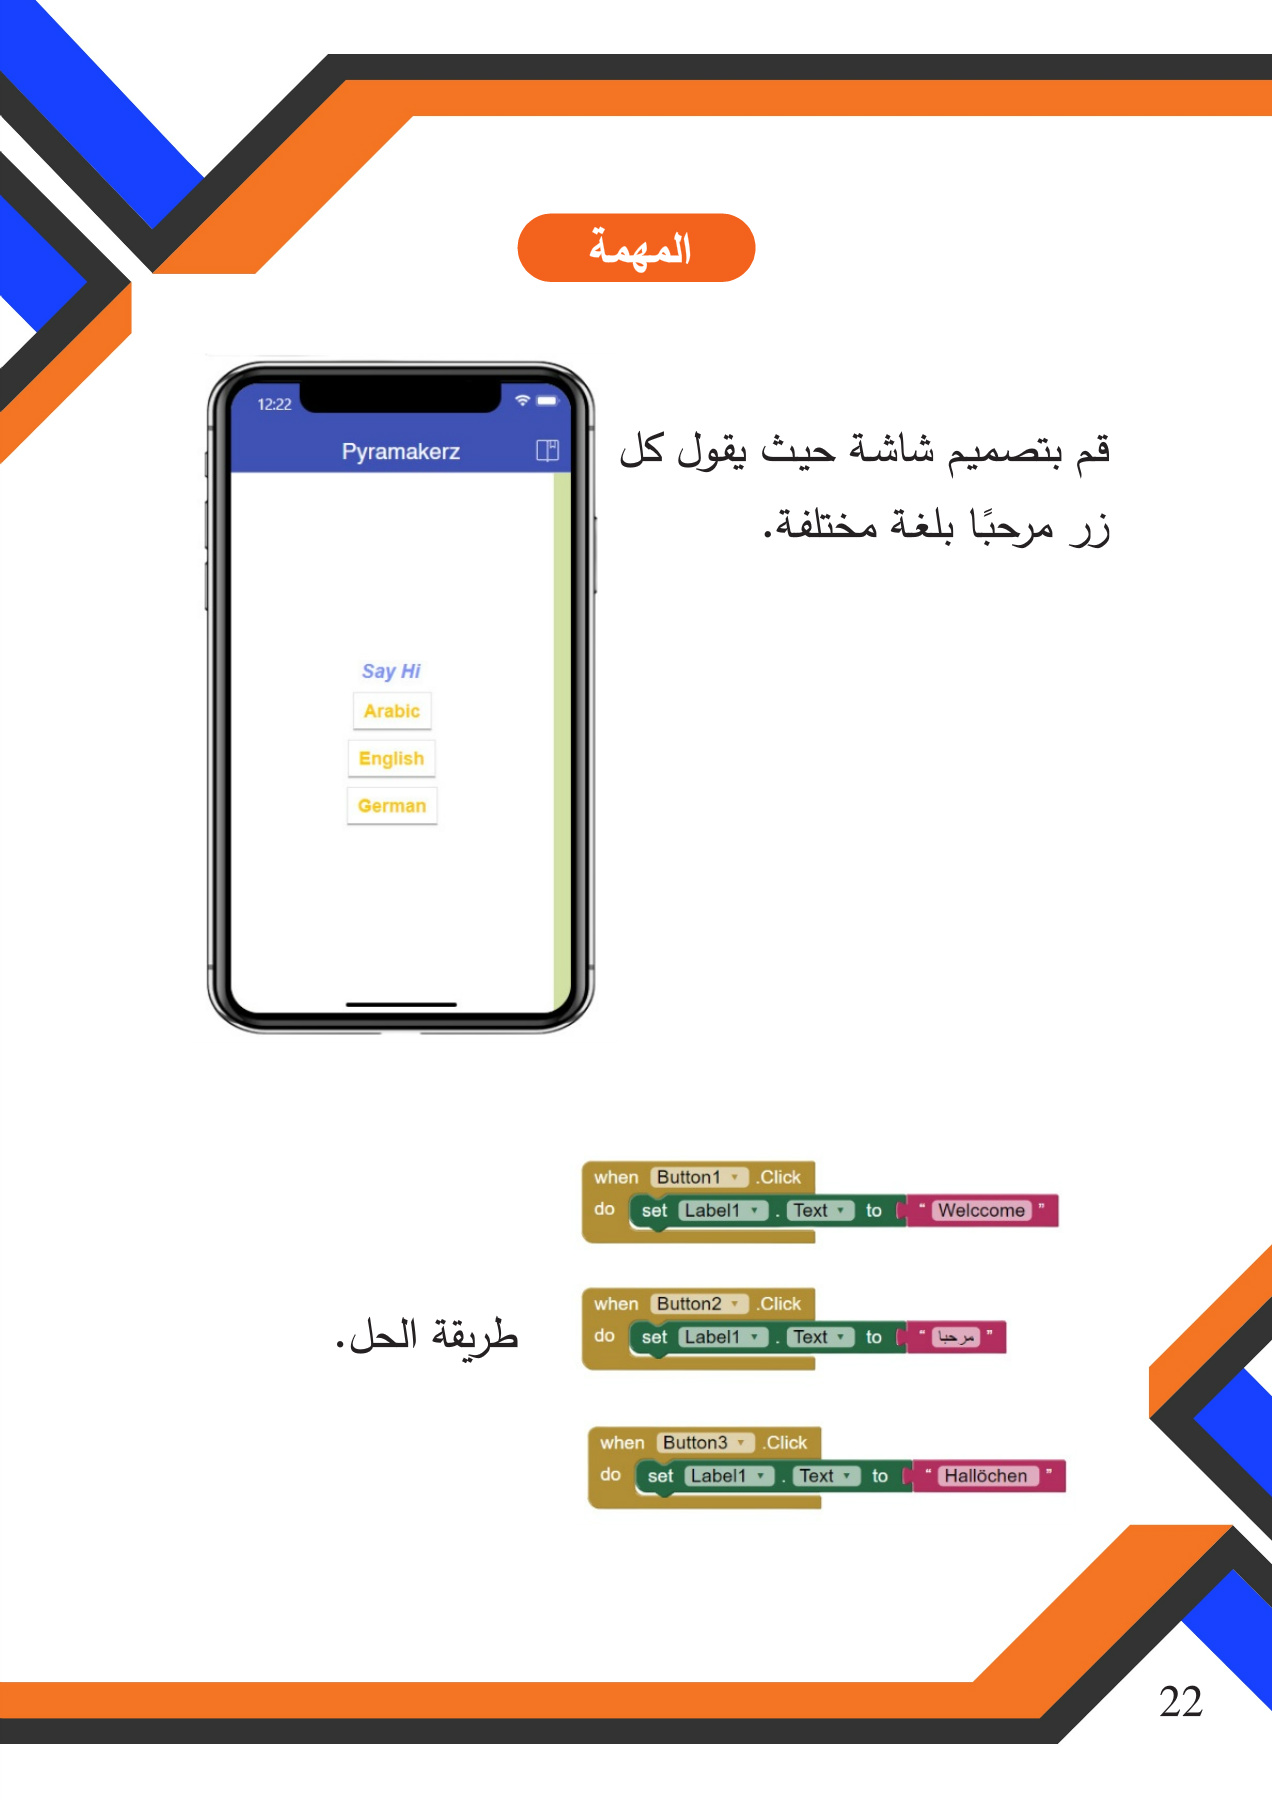 المهمة
قم بتصميم شاشة حيث يقول كل
زر مرحبًا بلغة مختلفة.
12:22
Pyramakerz
Say Hi
Arabic
English
German
when Button1 .Click
do set Label1 . Text to " Welccome "
when Button2 .Click
do set Label1 . Text to " مرحبا "
طريقة الحل.
when Button3 .Click
do set Label1 . Text to " Hallöchen "
22